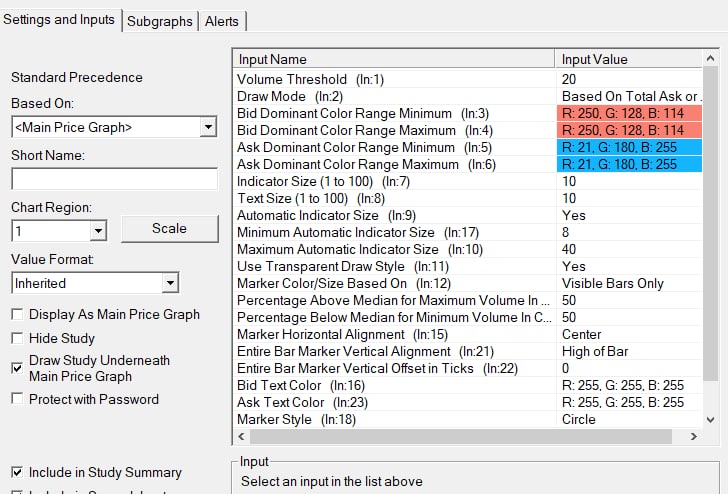 Settings and Inputs
Subgraphs
Alerts
Standard Precedence
Based On:
<Main Price Graph>
Short Name:
Chart Region:
1
Scale
Value Format:
Inherited
Display As Main Price Graph
Hide Study
Draw Study Underneath
Main Price Graph
Protect with Password
Include in Study Summary
Input Name Input Value
Volume Threshold (In:1) 20
Draw Mode (In:2) Based On Total Ask or ...
Bid Dominant Color Range Minimum (In:3) R: 250, G: 128, B: 114
Bid Dominant Color Range Maximum (In:4) R: 250, G: 128, B: 114
Ask Dominant Color Range Minimum (In:5) R: 21, G: 180, B: 255
Ask Dominant Color Range Maximum (In:6) R: 21, G: 180, B: 255
Indicator Size (1 to 100) (In:7) 10
Text Size (1 to 100) (In:8) 10
Automatic Indicator Size (In:9) Yes
Minimum Automatic Indicator Size (In:17) 8
Maximum Automatic Indicator Size (In:10) 40
Use Transparent Draw Style (In:11) Yes
Marker Color/Size Based On (In:12) Visible Bars Only
Percentage Above Median for Maximum Volume In ... 50
Percentage Below Median for Minimum Volume In C... 50
Marker Horizontal Alignment (In:15) Center
Entire Bar Marker Vertical Alignment (In:21) High of Bar
Entire Bar Marker Vertical Offset in Ticks (In:22) 0
Bid Text Color (In:16) R: 255, G: 255, B: 255
Ask Text Color (In:23) R: 255, G: 255, B: 255
Marker Style (In:18) Circle
Input
Select an input in the list above